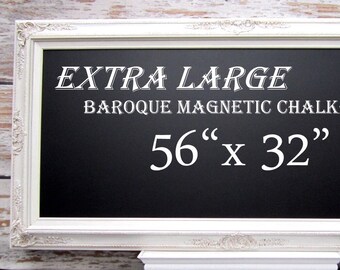 EXTRA LARGE
BAROQUE MAGNETIC CHALK
56“x 32”